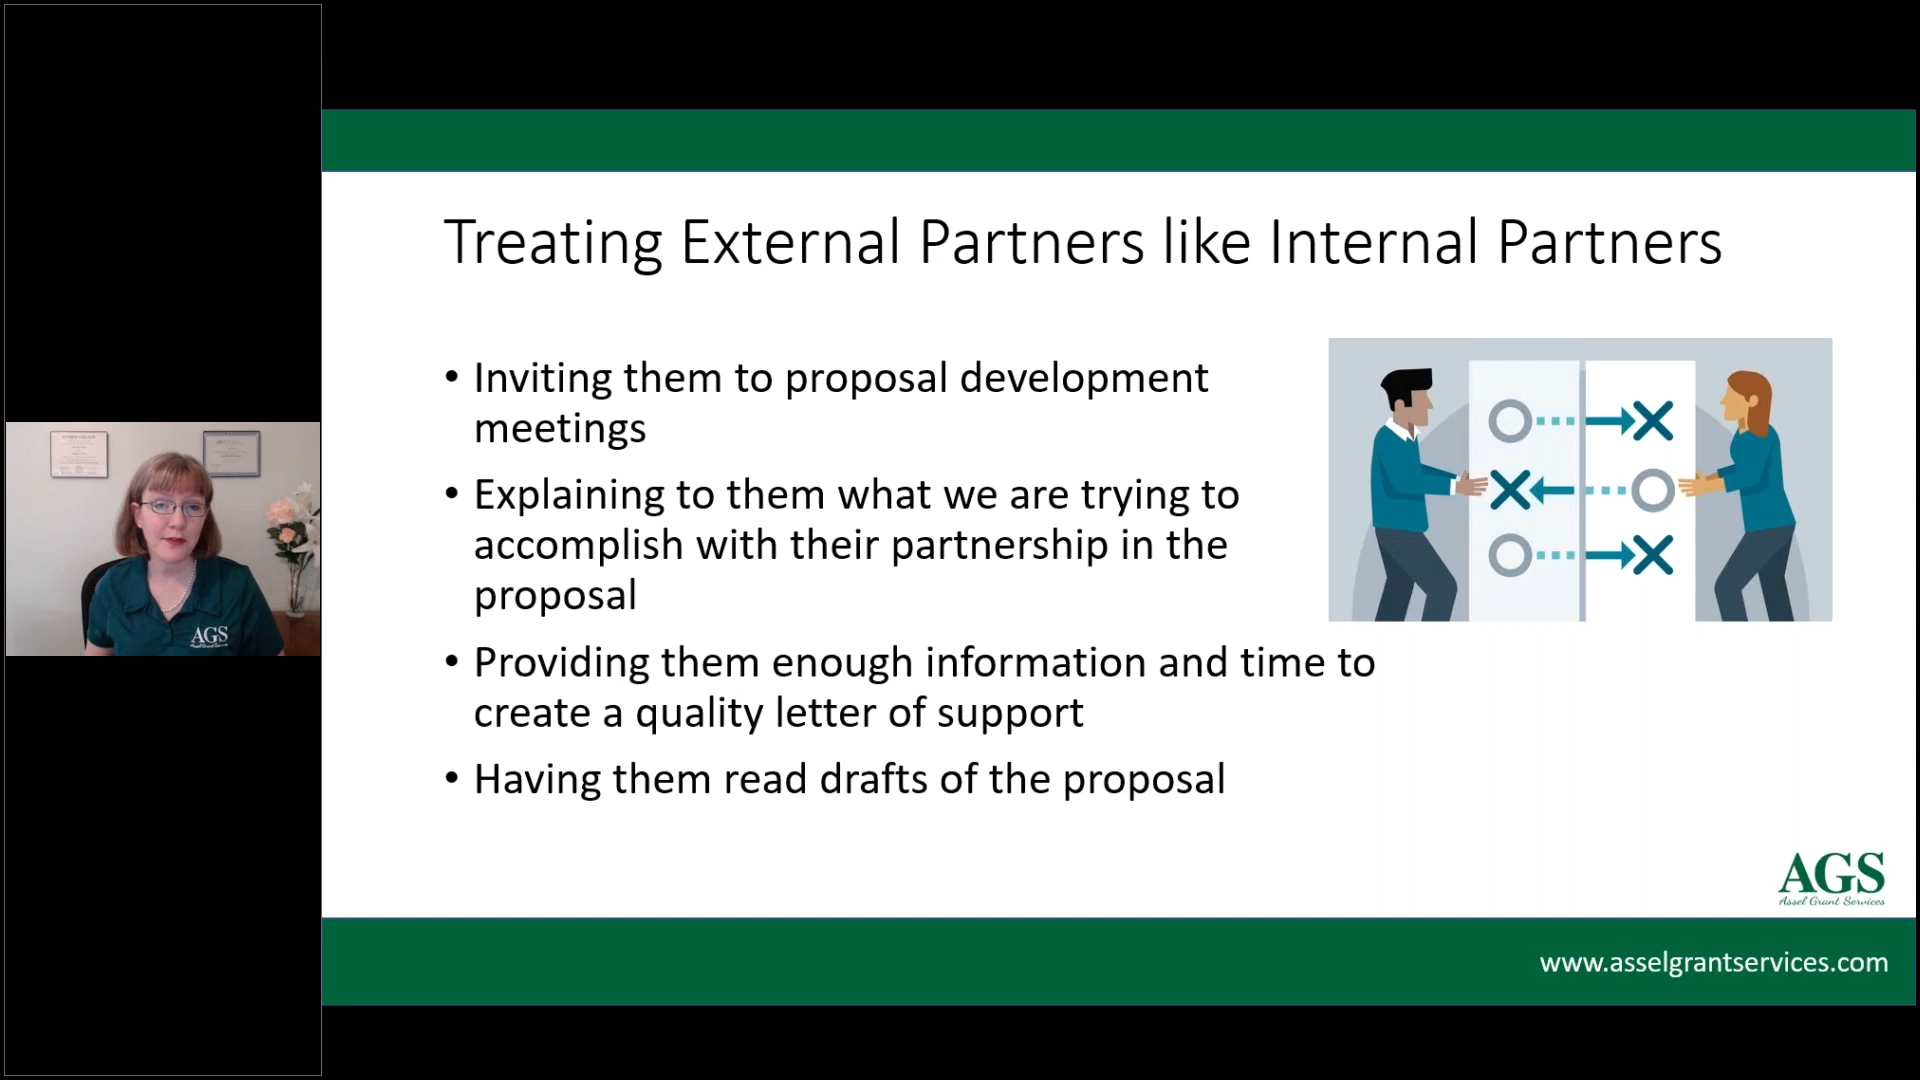 Treating External Partners like Internal Partners
• Inviting them to proposal development
meetings
• Explaining to them what we are trying to
accomplish with their partnership in the
proposal
• Providing them enough information and time to
create a quality letter of support
• Having them read drafts of the proposal
AGS
Assel Grant Services
www.asselgrantservices.com
AGS